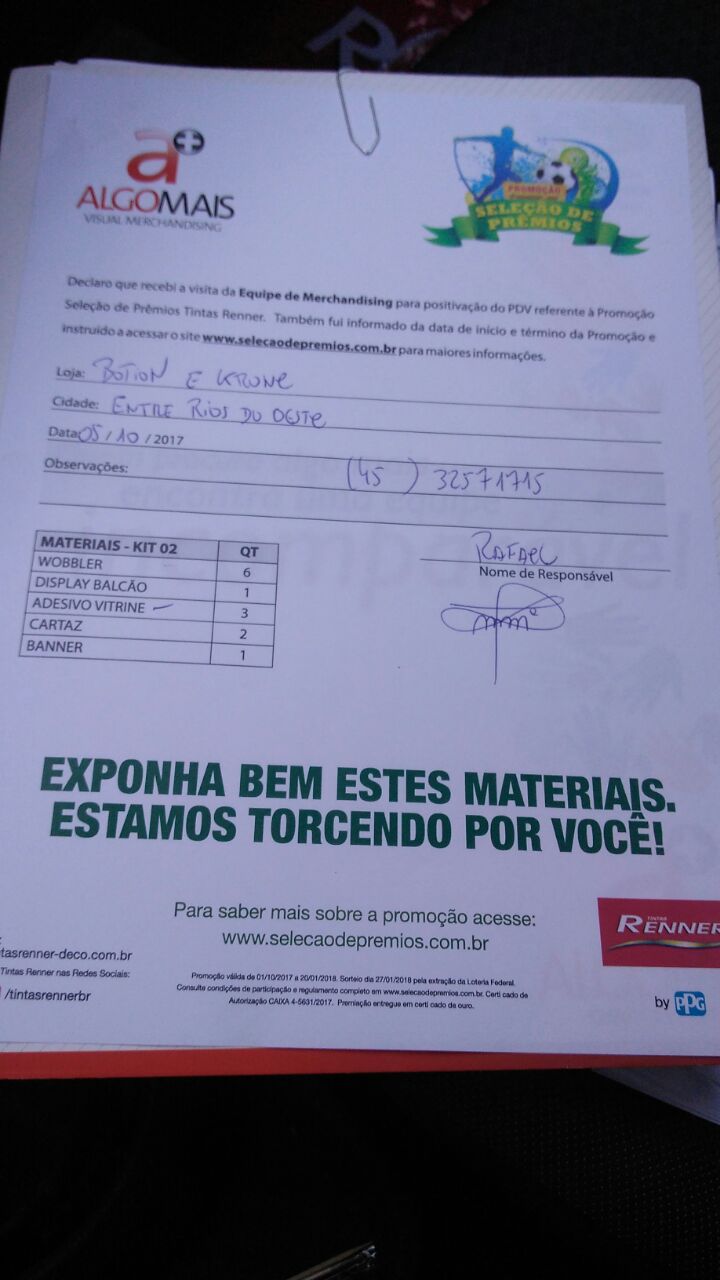 a+
ALGOMAIS
VISUAL MERCHANDISING
PROMOÇÃO
SELEÇÃO DE
PRÊMIOS
Declaro que recebi a visita da Equipe de Merchandising para positivação do PDV referente à Promoção
Seleção de Prêmios Tintas Renner. Também fui informado da data de início e término da Promoção e
instruído a acessar o site www.selecaodepremios.com.br para maiores informações.
Loja: BOTION E KRONE
Cidade: ENTRE RIOS DO OESTE
Data: 05 / 10 / 2017
Observações: (45) 32571715
RAFAEL
Nome de Responsável
MATERIAIS - KIT 02 QT
WOBBLER 6
DISPLAY BALCÃO 1
ADESIVO VITRINE 3
CARTAZ 2
BANNER 1
EXPONHA BEM ESTES MATERIAIS.
ESTAMOS TORCENDO POR VOCÊ!
Para saber mais sobre a promoção acesse:
www.selecaodepremios.com.br
tasrenner-deco.com.br
Tintas Renner nas Redes Sociais:
/tintasrennerbr
Promoção válida de 01/10/2017 a 20/01/2018. Sorteio dia 27/01/2018 pela extração da Loteria Federal.
Consulte condições de participação e regulamento completo em www.selecaodepremios.com.br. Certi cado de
Autorização CAIXA 4-5631/2017. Premiação entregue em certi cado de ouro.
TINTAS
RENNER
by PPG